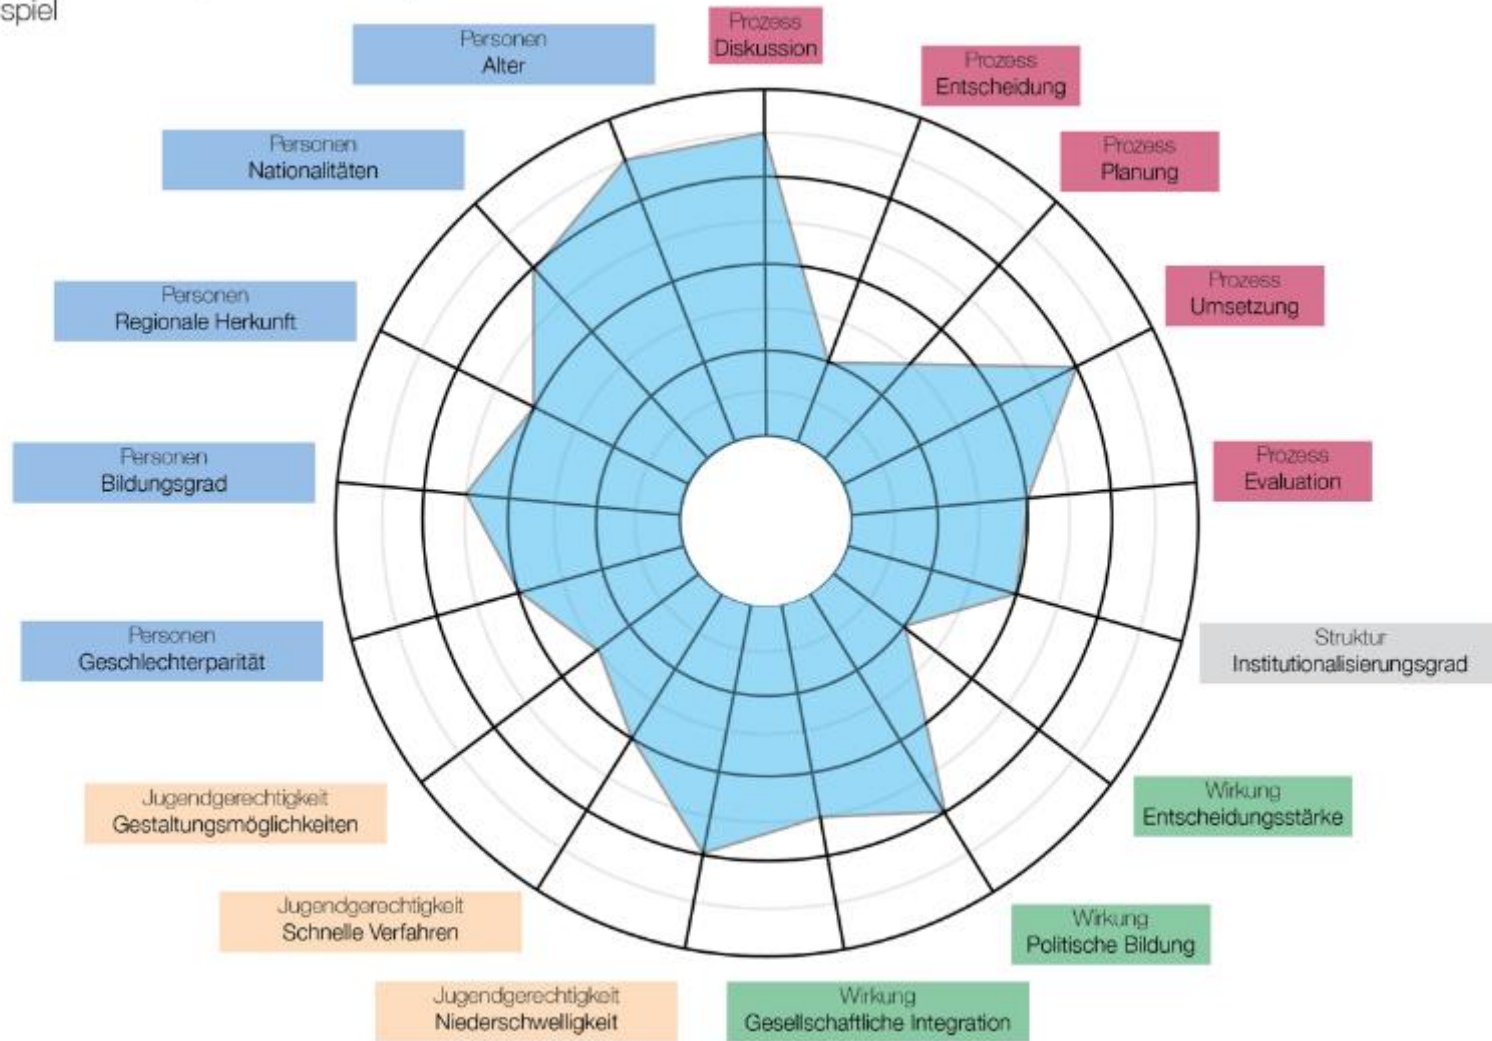 spiel
Prozess
Diskussion
Prozess
Entscheidung
Prozess
Planung
Prozess
Umsetzung
Prozess
Evaluation
Struktur
Institutionalisierungsgrad
Wirkung
Entscheidungsstärke
Wirkung
Politische Bildung
Wirkung
Gesellschaftliche Integration
Jugendgerechtigkeit
Niederschwelligkeit
Jugendgerechtigkeit
Schnelle Verfahren
Jugendgerechtigkeit
Gestaltungsmöglichkeiten
Personen
Geschlechterparität
Personen
Bildungsgrad
Personen
Regionale Herkunft
Personen
Nationalitäten
Personen
Alter